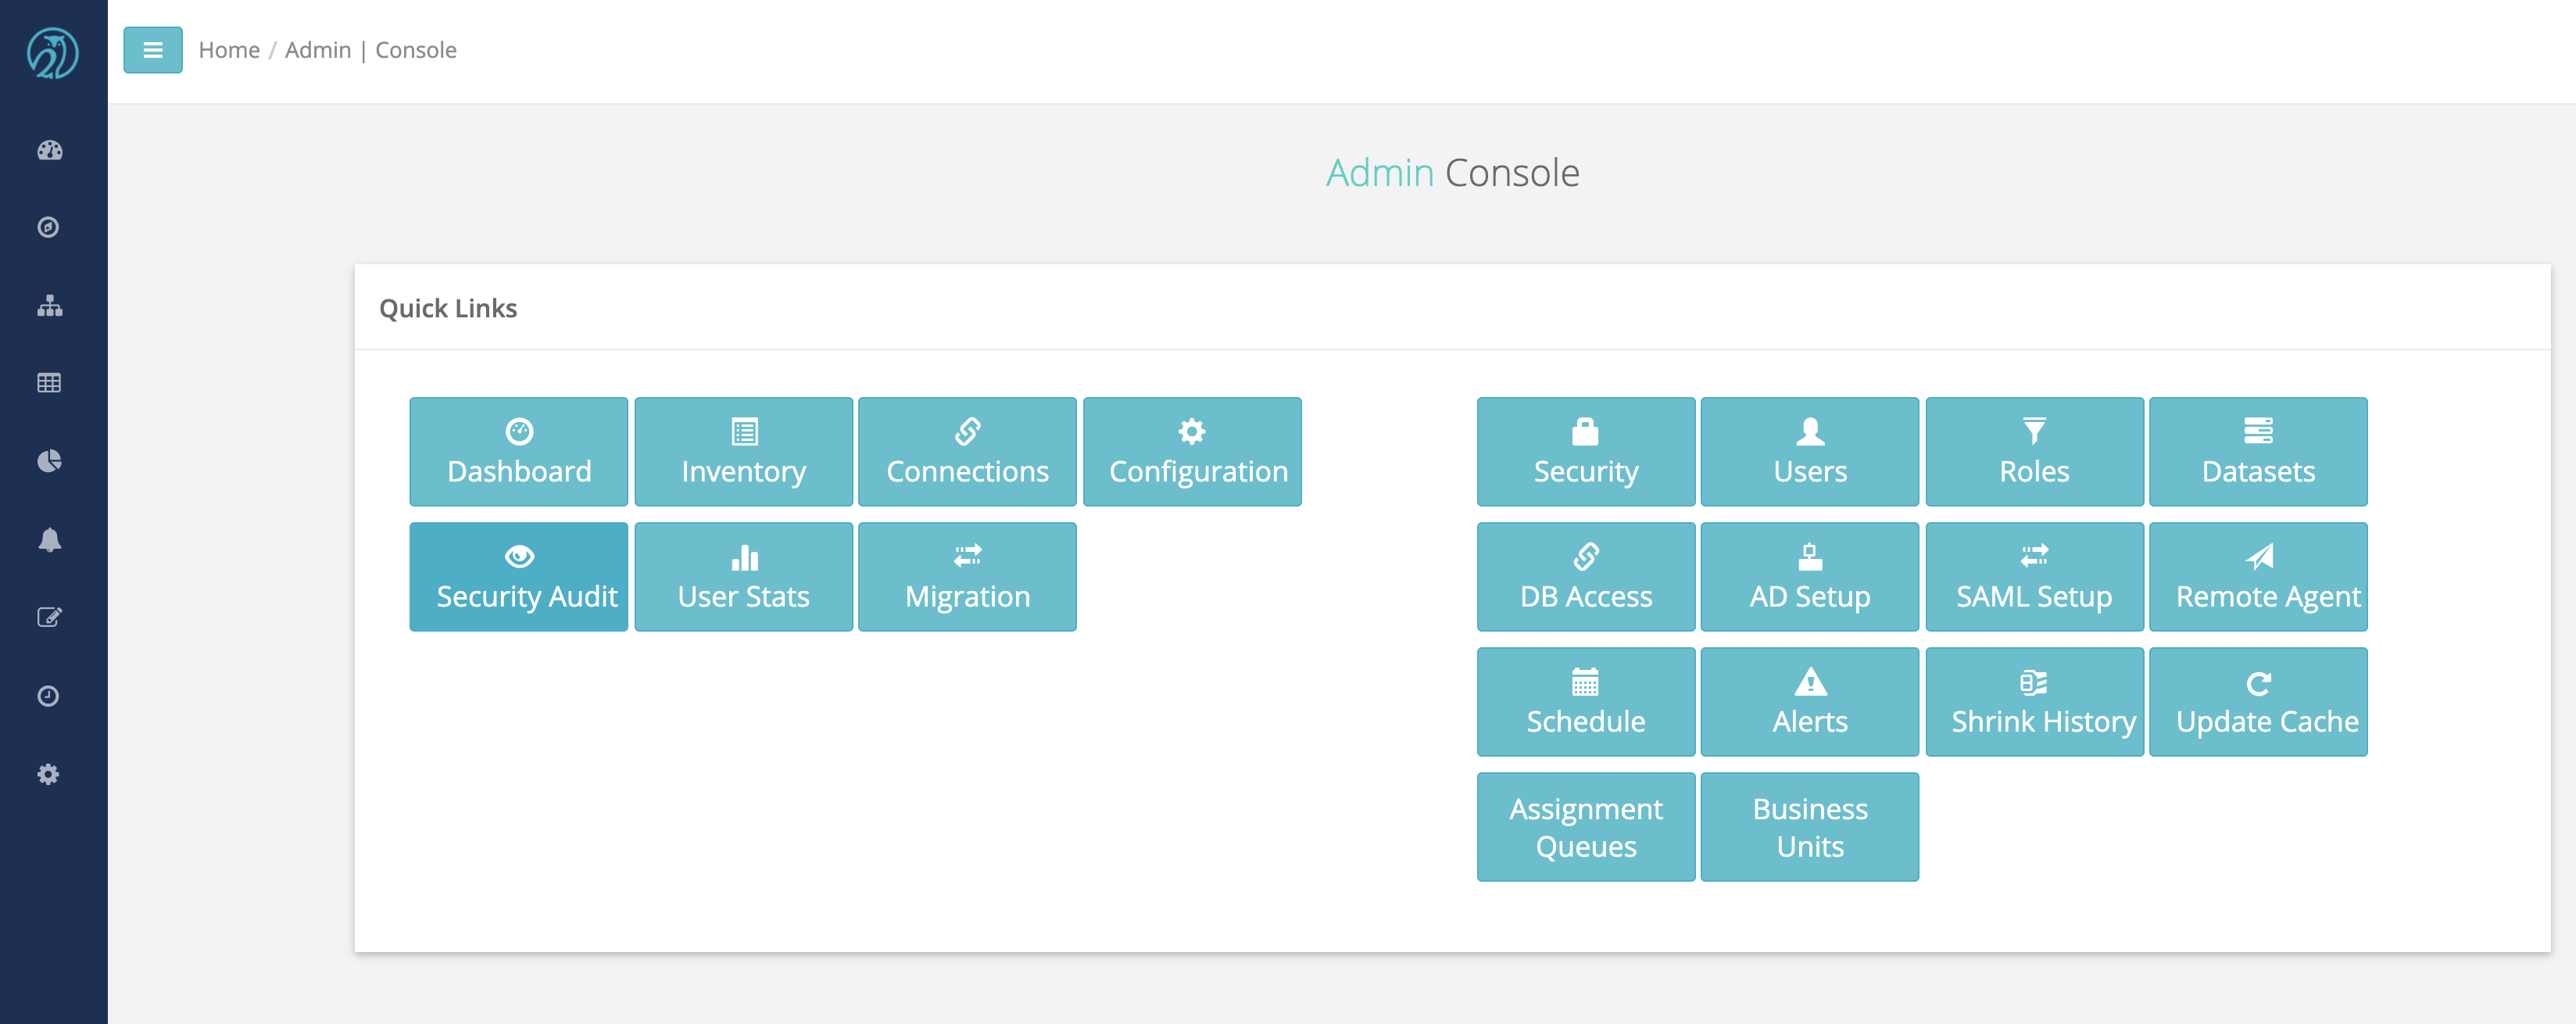 Home / Admin | Console
Admin Console
Quick Links
Dashboard
Inventory
Connections
Configuration
Security Audit
User Stats
Migration
Security
Users
Roles
Datasets
DB Access
AD Setup
SAML Setup
Remote Agent
Schedule
Alerts
Shrink History
Update Cache
Assignment
Queues
Business
Units